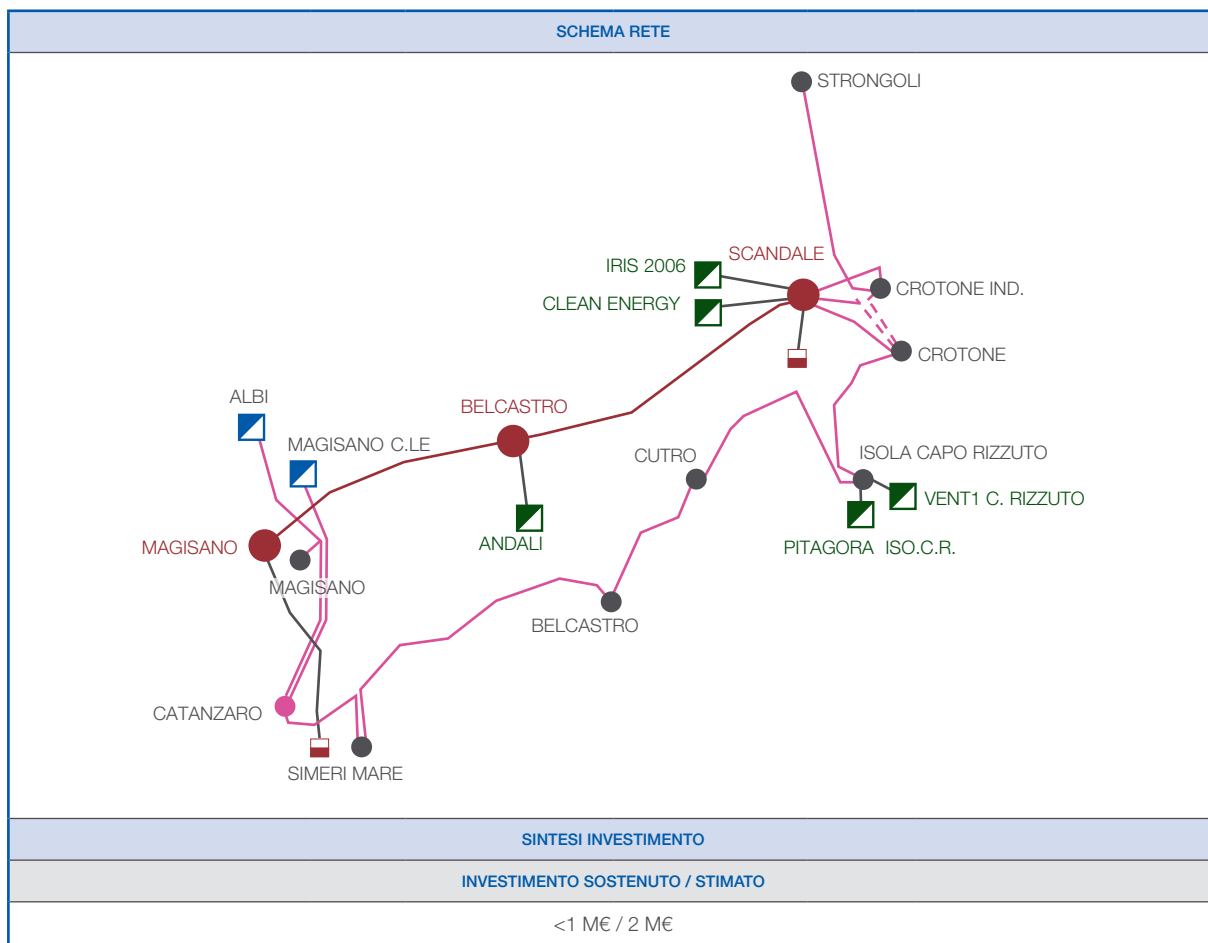 SCHEMA RETE
STRONGOLI
SCANDALE
IRIS 2006
CROTONE IND.
CLEAN ENERGY
CROTONE
ALBI
BELCASTRO
MAGISANO C.LE
CUTRO
ISOLA CAPO RIZZUTO
VENT1 C. RIZZUTO
ANDALI
MAGISANO
PITAGORA ISO.C.R.
MAGISANO
BELCASTRO
CATANZARO
SIMERI MARE
SINTESI INVESTIMENTO
INVESTIMENTO SOSTENUTO / STIMATO
<1 M€ / 2 M€